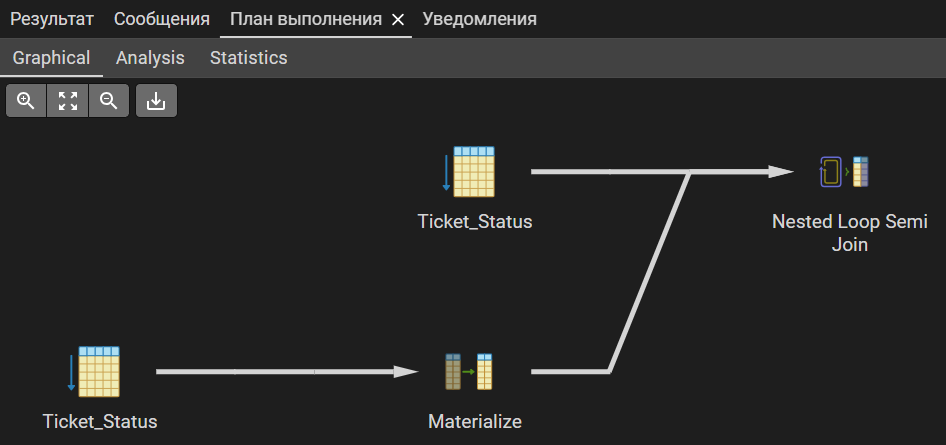 Результат Сообщения План выполнения Уведомления
Graphical Analysis Statistics
Ticket_Status
Nested Loop Semi
Join
Ticket_Status
Materialize